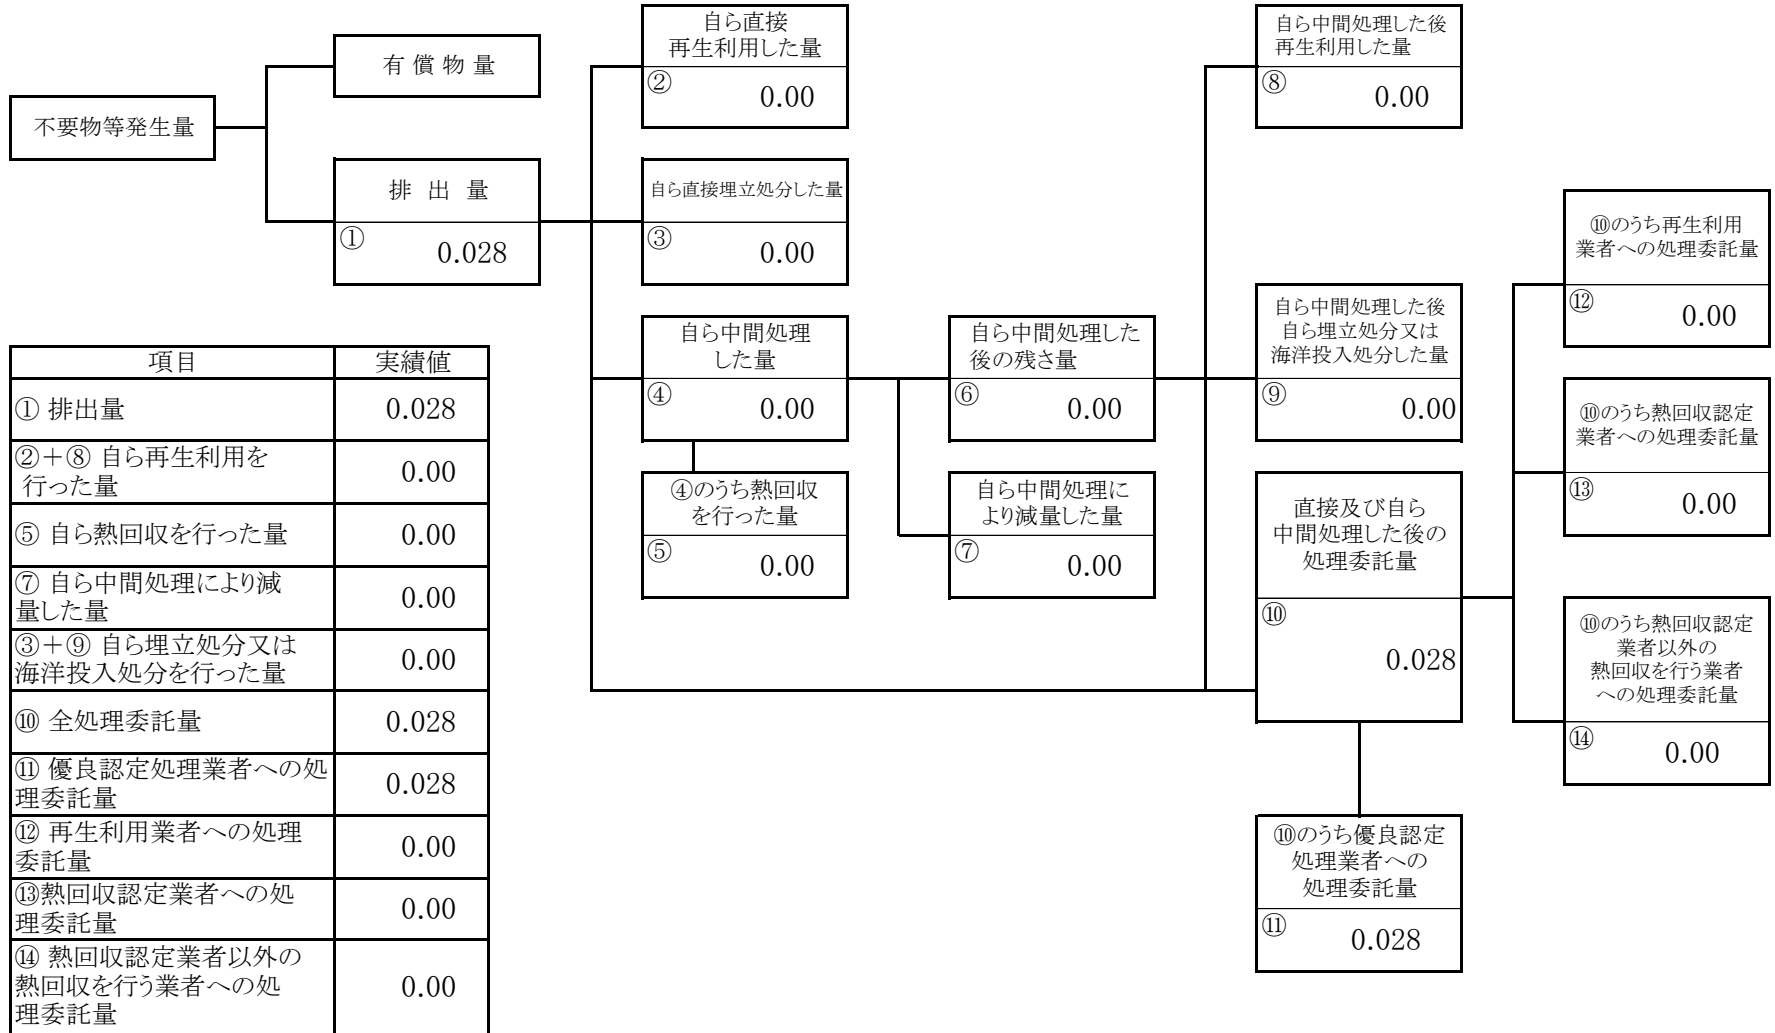 不要物等発生量
有 償 物 量
排 出 量
①
0.028
自ら直接
再生利用した量
②
0.00
自ら直接埋立処分した量
③
0.00
自ら中間処理
した量
④
0.00
④のうち熱回収
を行った量
⑤
0.00
自ら中間処理した
後の残さ量
⑥
0.00
自ら中間処理に
より減量した量
⑦
0.00
自ら中間処理した後
再生利用した量
⑧
0.00
自ら中間処理した後
自ら埋立処分又は
海洋投入処分した量
⑨
0.00
直接及び自ら
中間処理した後の
処理委託量
⑩
0.028
⑩のうち優良認定
処理業者への
処理委託量
⑪
0.028
⑩のうち再生利用
業者への処理委託量
⑫
0.00
⑩のうち熱回収認定
業者への処理委託量
⑬
0.00
⑩のうち熱回収認定
業者以外の
熱回収を行う業者
への処理委託量
⑭
0.00
項目 実績値
① 排出量 0.028
②+⑧ 自ら再生利用を
行った量 0.00
⑤ 自ら熱回収を行った量 0.00
⑦ 自ら中間処理により減
量した量 0.00
③+⑨ 自ら埋立処分又は
海洋投入処分を行った量 0.00
⑩ 全処理委託量 0.028
⑪ 優良認定処理業者への処
理委託量 0.028
⑫ 再生利用業者への処理
委託量 0.00
⑬熱回収認定業者への処
理委託量 0.00
⑭ 熱回収認定業者以外の
熱回収を行う業者への処
理委託量 0.00